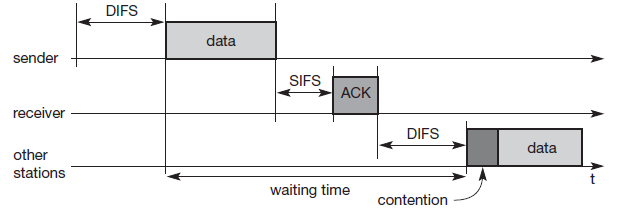 DIFS
data
sender
SIFS
ACK
receiver
DIFS
data
other
stations
t
waiting time
contention